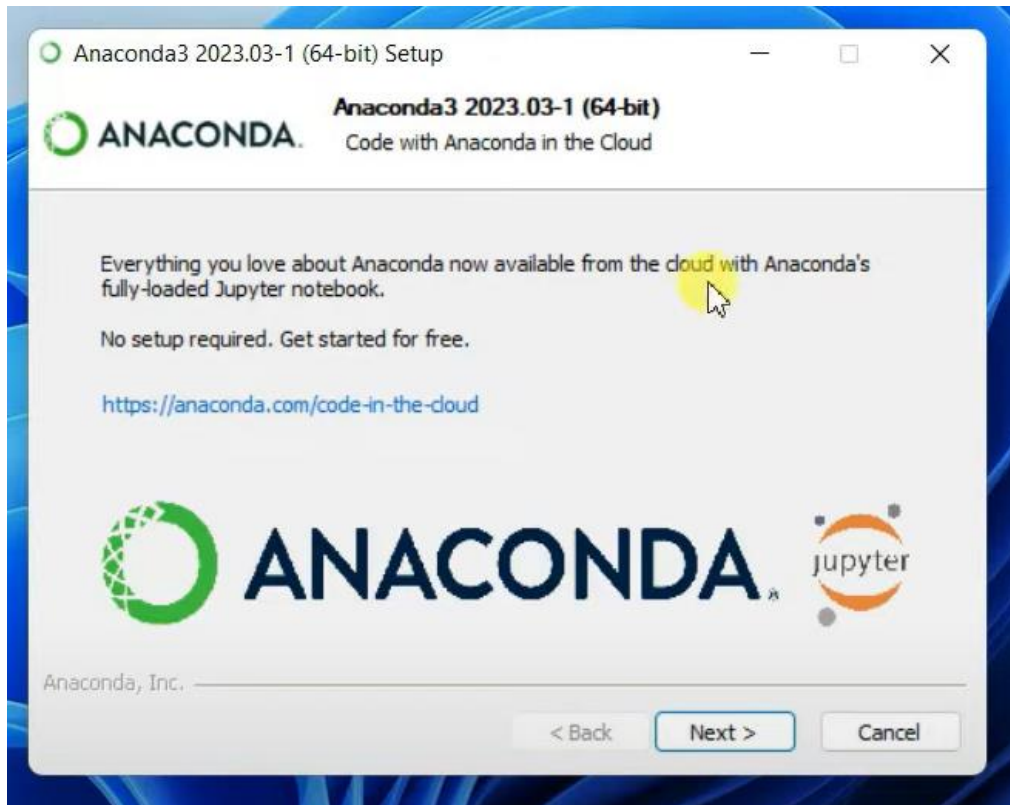 Anaconda3 2023.03-1 (64-bit) Setup
ANACONDA.
Anaconda3 2023.03-1 (64-bit)
Code with Anaconda in the Cloud
Everything you love about Anaconda now available from the cloud with Anaconda's
fully-loaded Jupyter notebook.
No setup required. Get started for free.
https://anaconda.com/code-in-the-cloud
ANACONDA.®
jupyter
Anaconda, Inc.
< Back
Next >
Cancel